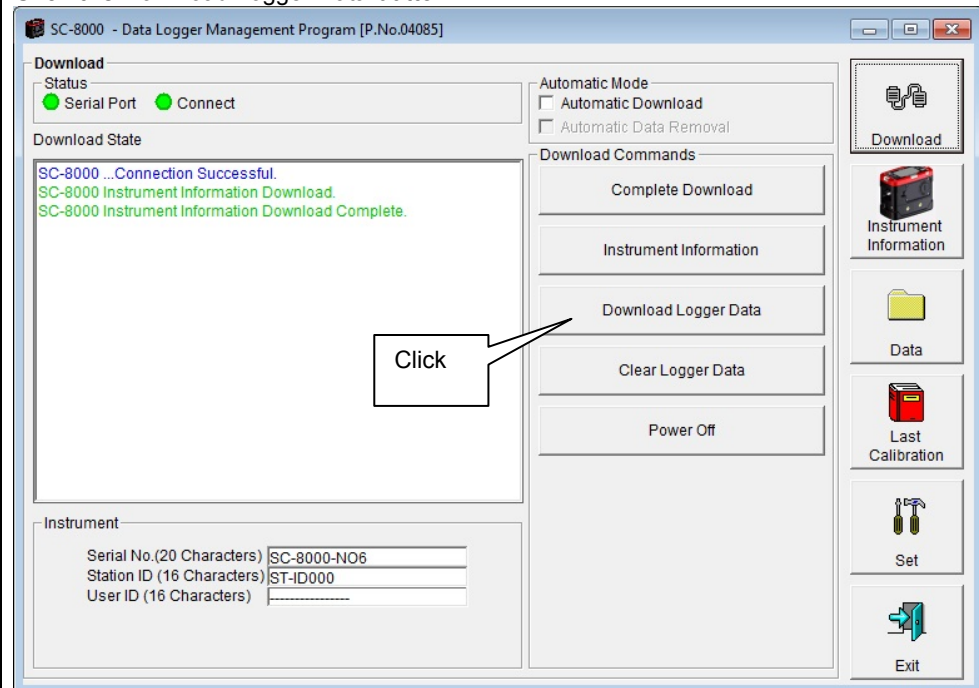 SC-8000 - Data Logger Management Program [P.No.04085]
Download
Status
Serial Port Connect
Automatic Mode
Automatic Download
Automatic Data Removal
Download State
SC-8000 ...Connection Successful.
SC-8000 Instrument Information Download.
SC-8000 Instrument Information Download Complete.
Download Commands
Complete Download
Instrument Information
Download Logger Data
Clear Logger Data
Power Off
Click
Instrument
Serial No.(20 Characters) SC-8000-NO6
Station ID (16 Characters) ST-ID000
User ID (16 Characters) ----------------
Download
Instrument
Information
Data
Last
Calibration
Set
Exit